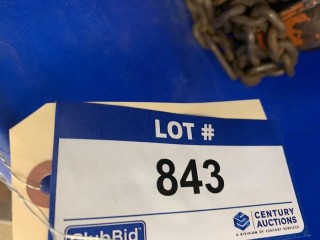 LOT #
843
CENTURY
AUCTIONS
A DIVISION OF CENTURY SERVICES
ClubBid